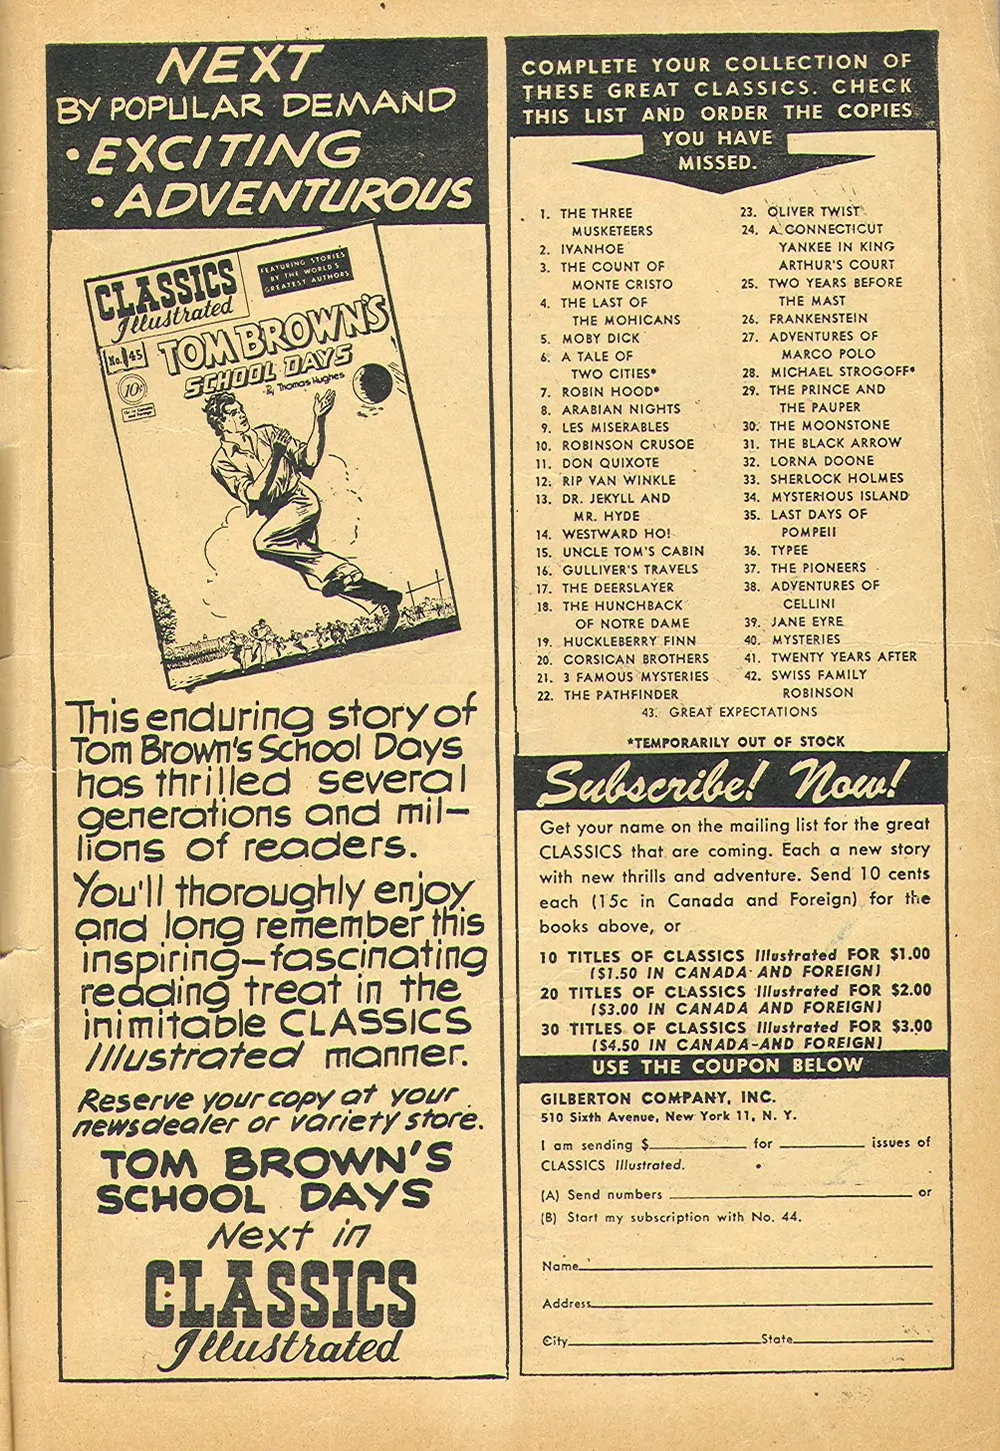 NEXT
BY POPULAR DEMAND
• EXCITING
• ADVENTUROUS
CLASSICS
Illustrated
FEATURING STORIES
BY THE WORLD'S
GREATEST AUTHORS
No. 45
TOM BROWN'S
SCHOOL DAYS
By Thomas Hughes
10¢
This enduring story of
Tom Brown's School Days
has thrilled several
generations and mil-
lions of readers.
You'll thoroughly enjoy
and long remember this
inspiring—fascinating
reading treat in the
inimitable CLASSICS
Illustrated manner.
Reserve your copy at your
newsdealer or variety store.
TOM BROWN'S
SCHOOL DAYS
Next in
CLASSICS
Illustrated
COMPLETE YOUR COLLECTION OF
THESE GREAT CLASSICS. CHECK
THIS LIST AND ORDER THE COPIES
YOU HAVE
MISSED.
1. THE THREE
MUSKETEERS
2. IVANHOE
3. THE COUNT OF
MONTE CRISTO
4. THE LAST OF
THE MOHICANS
5. MOBY DICK
6. A TALE OF
TWO CITIES*
7. ROBIN HOOD*
8. ARABIAN NIGHTS
9. LES MISERABLES
10. ROBINSON CRUSOE
11. DON QUIXOTE
12. RIP VAN WINKLE
13. DR. JEKYLL AND
MR. HYDE
14. WESTWARD HO!
15. UNCLE TOM'S CABIN
16. GULLIVER'S TRAVELS
17. THE DEERSLAYER
18. THE HUNCHBACK
OF NOTRE DAME
19. HUCKLEBERRY FINN
20. CORSICAN BROTHERS
21. 3 FAMOUS MYSTERIES
22. THE PATHFINDER
23. OLIVER TWIST
24. A CONNECTICUT
YANKEE IN KING
ARTHUR'S COURT
25. TWO YEARS BEFORE
THE MAST
26. FRANKENSTEIN
27. ADVENTURES OF
MARCO POLO
28. MICHAEL STROGOFF*
29. THE PRINCE AND
THE PAUPER
30. THE MOONSTONE
31. THE BLACK ARROW
32. LORNA DOONE
33. SHERLOCK HOLMES
34. MYSTERIOUS ISLAND
35. LAST DAYS OF
POMPEII
36. TYPEE
37. THE PIONEERS
38. ADVENTURES OF
CELLINI
39. JANE EYRE
40. MYSTERIES
41. TWENTY YEARS AFTER
42. SWISS FAMILY
ROBINSON
43. GREAT EXPECTATIONS
*TEMPORARILY OUT OF STOCK
Subscribe! Now!
Get your name on the mailing list for the great
CLASSICS that are coming. Each a new story
with new thrills and adventure. Send 10 cents
each (15c in Canada and Foreign) for the
books above, or
10 TITLES OF CLASSICS Illustrated FOR $1.00
($1.50 IN CANADA AND FOREIGN)
20 TITLES OF CLASSICS Illustrated FOR $2.00
($3.00 IN CANADA AND FOREIGN)
30 TITLES OF CLASSICS Illustrated FOR $3.00
($4.50 IN CANADA-AND FOREIGN)
USE THE COUPON BELOW
GILBERTON COMPANY, INC.
510 Sixth Avenue, New York 11, N. Y.
I am sending $__________ for __________ issues of
CLASSICS Illustrated.
(A) Send numbers ______________________________ or
(B) Start my subscription with No. 44.
Name____________________
Address____________________
City____________________State____________________